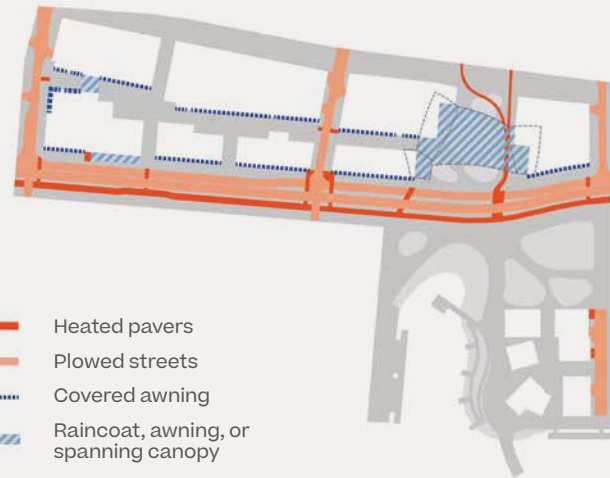 Heated pavers
Plowed streets
Covered awning
Raincoat, awning, or
spanning canopy